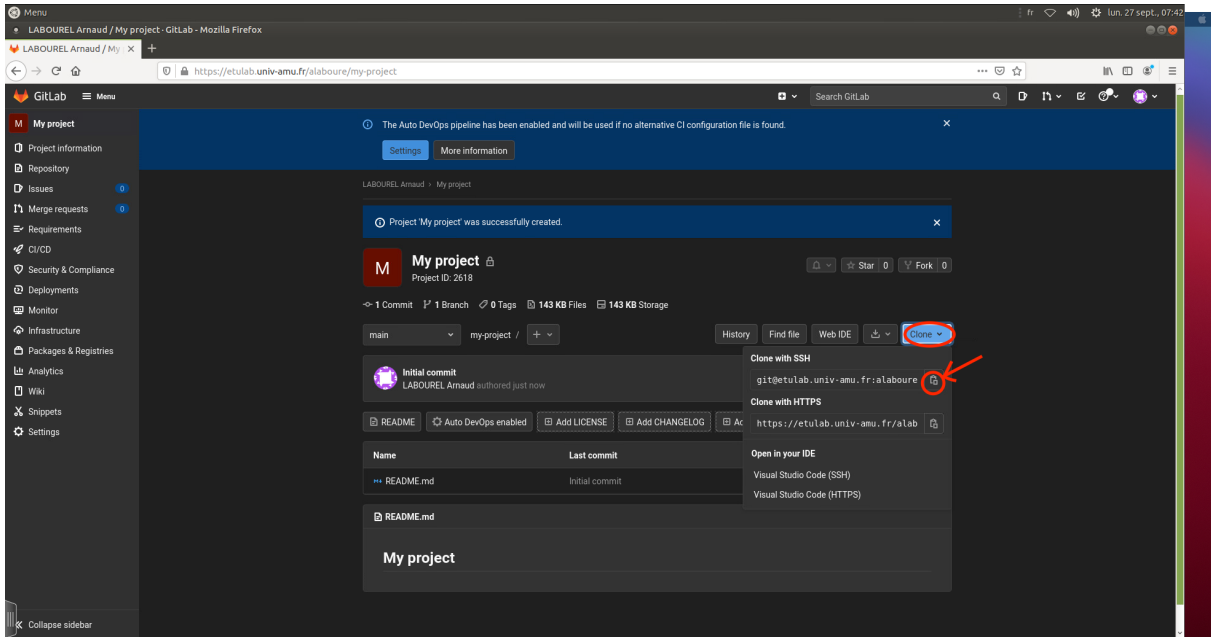 Menu
fr lun. 27 sept., 07:42
LABOUREL Arnaud / My project · GitLab - Mozilla Firefox
LABOUREL Arnaud / My
https://etulab.univ-amu.fr/alaboure/my-project
GitLab Menu
Search GitLab
M My project
Project information
Repository
Issues 0
Merge requests 0
Requirements
CI/CD
Security & Compliance
Deployments
Monitor
Infrastructure
Packages & Registries
Analytics
Wiki
Snippets
Settings
Collapse sidebar
The Auto DevOps pipeline has been enabled and will be used if no alternative CI configuration file is found.
Settings More information
LABOUREL Arnaud › My project
Project 'My project' was successfully created.
M
My project
Project ID: 2618
Star 0 Fork 0
1 Commit 1 Branch 0 Tags 143 KB Files 143 KB Storage
main my-project / +
History Find file Web IDE Clone
Initial commit
LABOUREL Arnaud authored just now
Clone with SSH
git@etulab.univ-amu.fr:alaboure
Clone with HTTPS
https://etulab.univ-amu.fr/alab
Open in your IDE
Visual Studio Code (SSH)
Visual Studio Code (HTTPS)
README Auto DevOps enabled Add LICENSE Add CHANGELOG Ac
Name Last commit
README.md Initial commit
README.md
My project